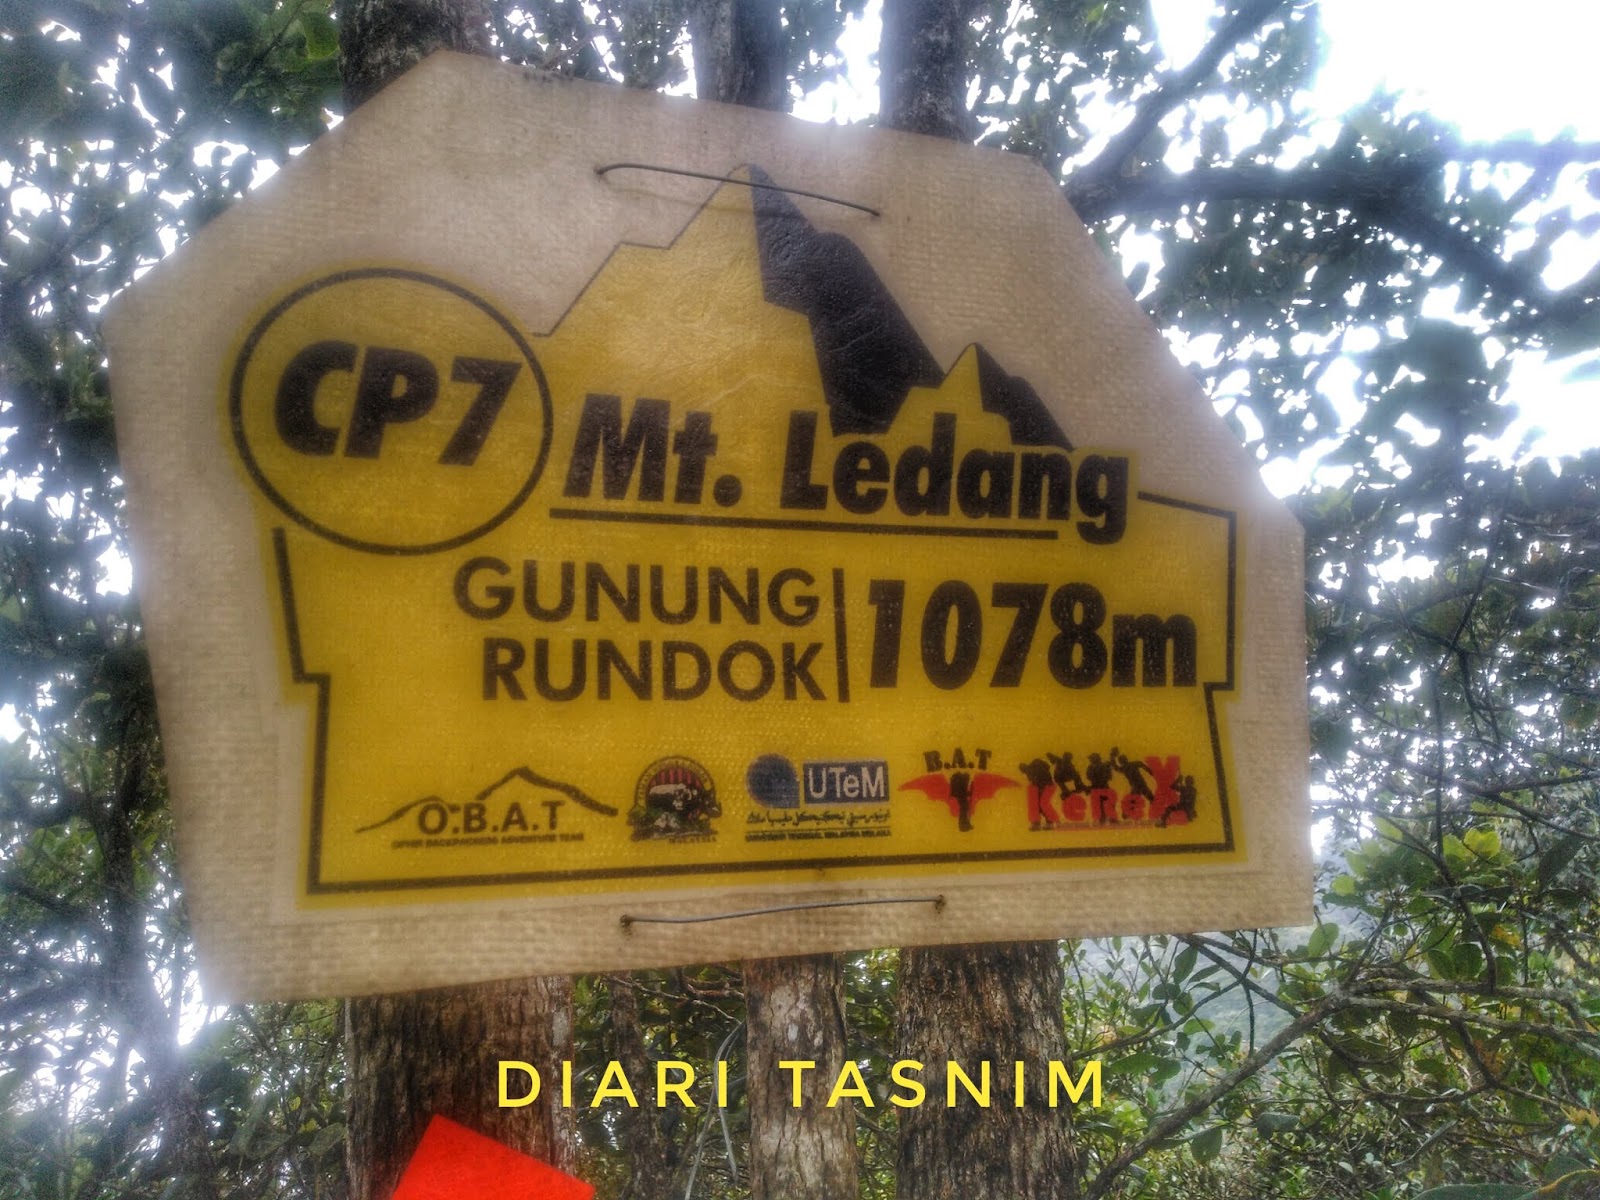 CP7
Mt. Ledang
GUNUNG
RUNDOK
1078m
O.B.A.T
UTeM
B.A.T
DIARI TASNIM